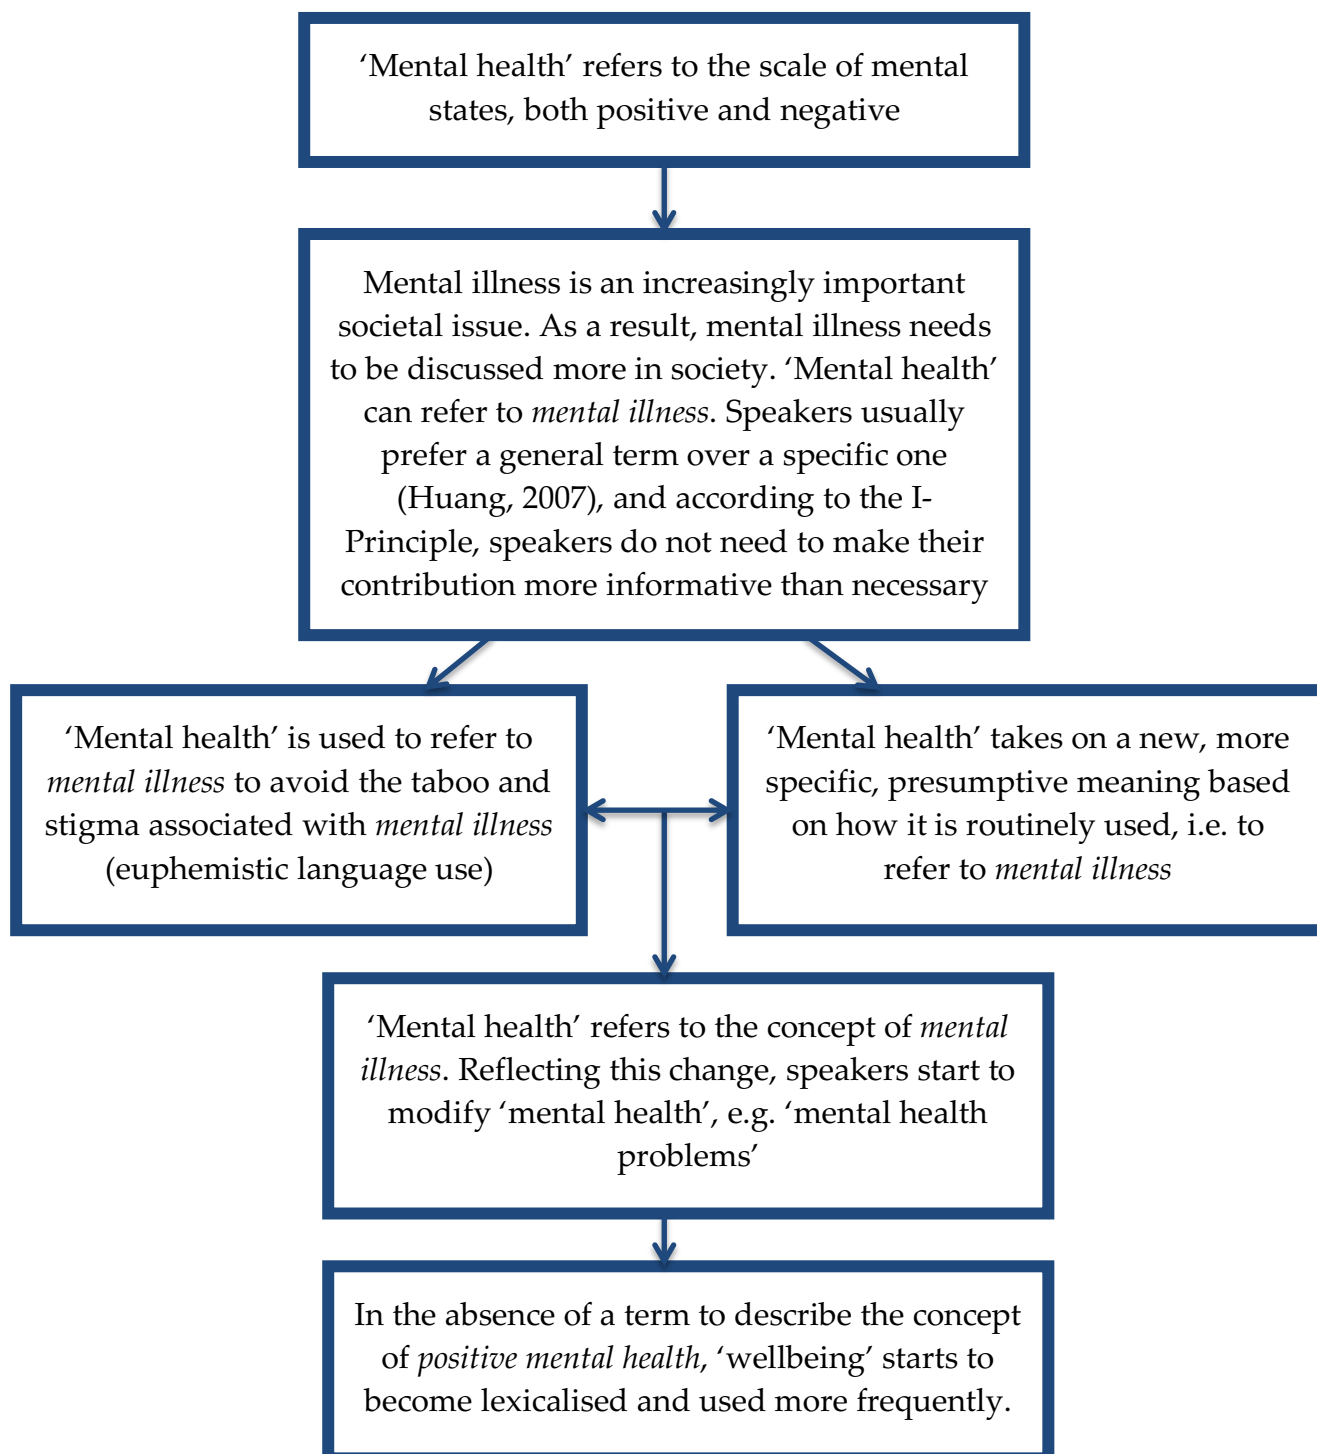 ‘Mental health’ refers to the scale of mental
states, both positive and negative
Mental illness is an increasingly important
societal issue. As a result, mental illness needs
to be discussed more in society. ‘Mental health’
can refer to mental illness. Speakers usually
prefer a general term over a specific one
(Huang, 2007), and according to the I-
Principle, speakers do not need to make their
contribution more informative than necessary
‘Mental health’ is used to refer to
mental illness to avoid the taboo and
stigma associated with mental illness
(euphemistic language use)
‘Mental health’ takes on a new, more
specific, presumptive meaning based
on how it is routinely used, i.e. to
refer to mental illness
‘Mental health’ refers to the concept of mental
illness. Reflecting this change, speakers start to
modify ‘mental health’, e.g. ‘mental health
problems’
In the absence of a term to describe the concept
of positive mental health, ‘wellbeing’ starts to
become lexicalised and used more frequently.